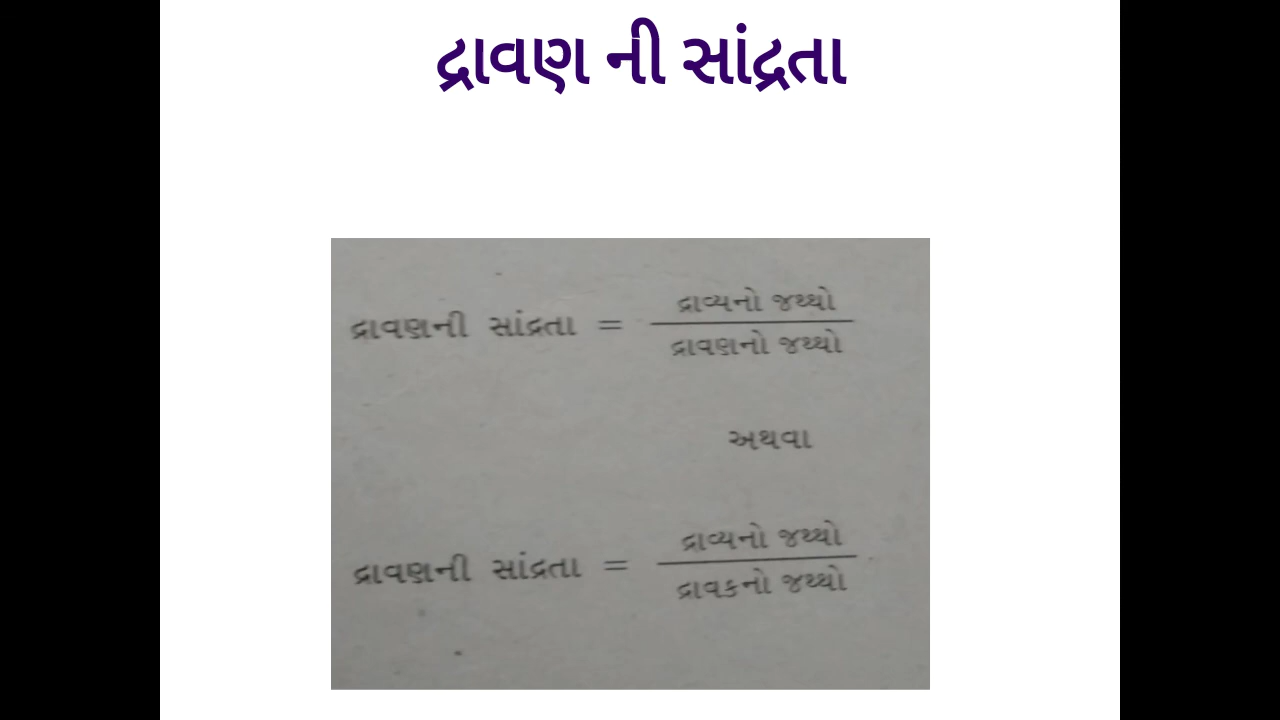 દ્રાવણ ની સાંદ્રતા
દ્રાવ્યનો જથ્થો
દ્રાવણની સાંદ્રતા =
દ્રાવણનો જથ્થો
અથવા
દ્રાવ્યનો જથ્થો
દ્રાવણની સાંદ્રતા =
દ્રાવકનો જથ્થો